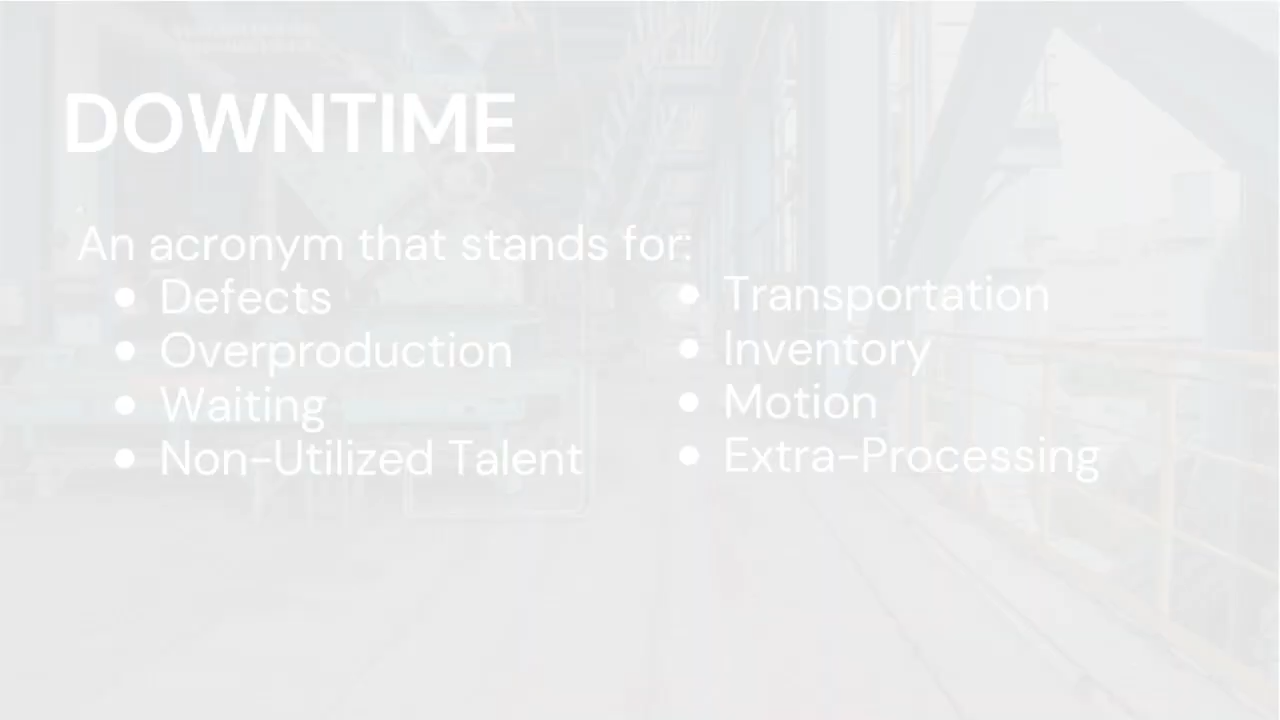 DOWNTIME
An acronym that stands for:
• Defects
• Overproduction
• Waiting
• Non-Utilized Talent
• Transportation
• Inventory
• Motion
• Extra-Processing